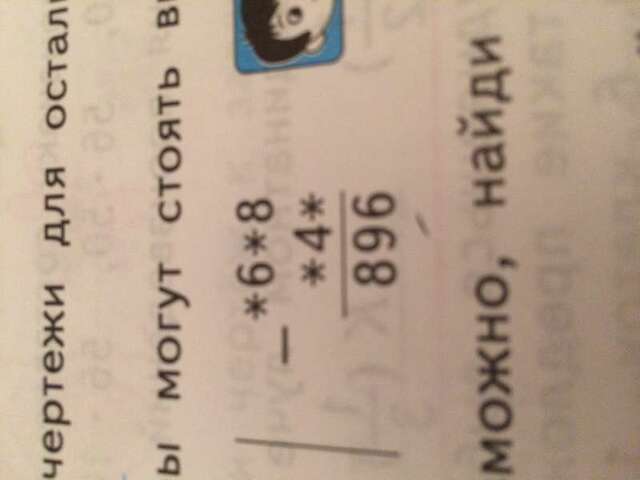 чертежи для остал
ы могут стоять в
– *6*8
*4*
896
можно, найди